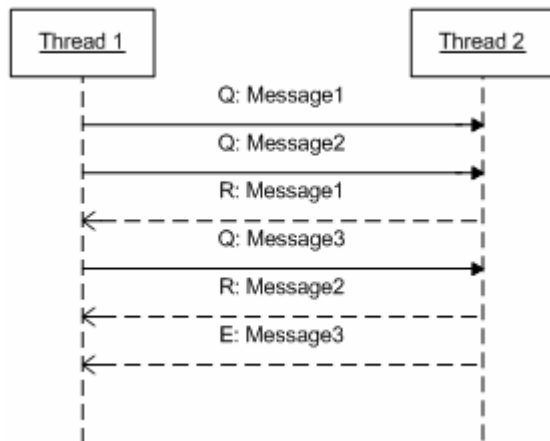 Thread 1
Thread 2
Q: Message1
Q: Message2
R: Message1
Q: Message3
R: Message2
E: Message3